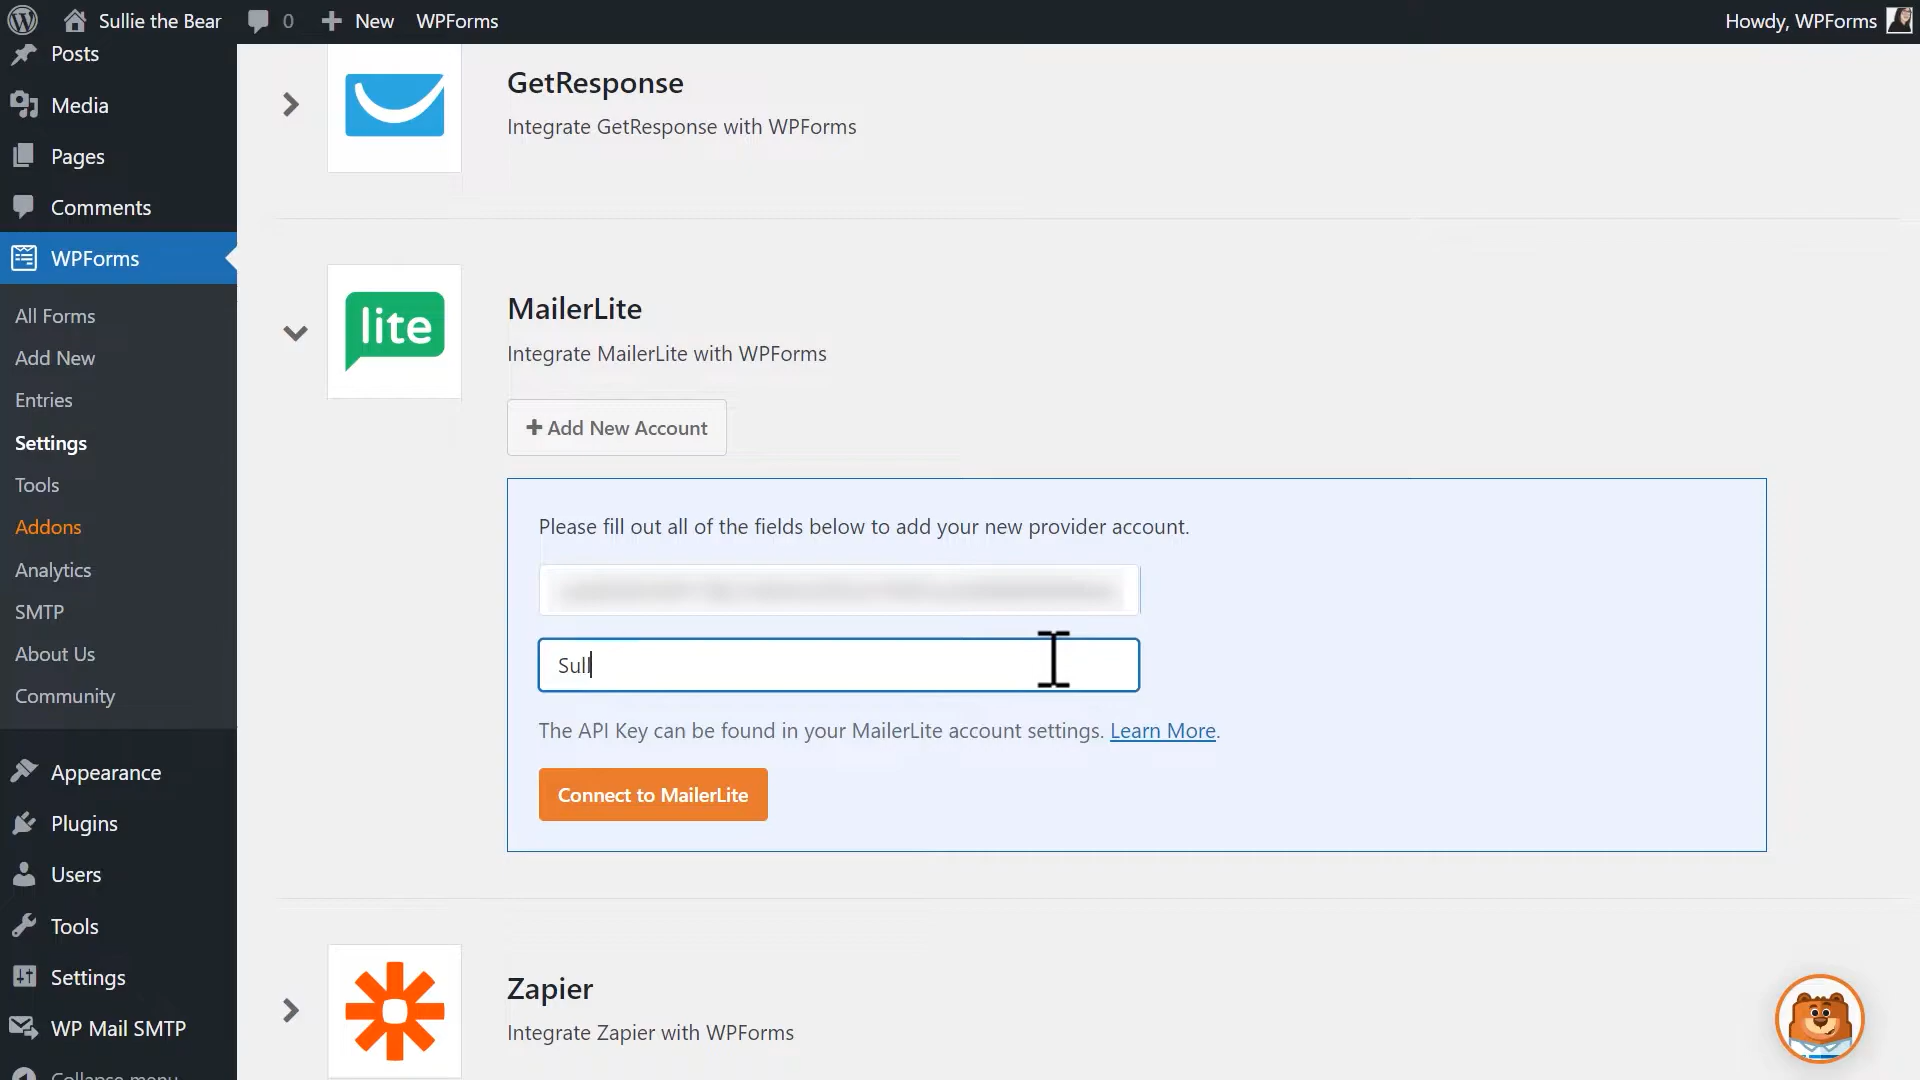 Sullie the Bear
0
New
WPForms
Howdy, WPForms
Posts
Media
Pages
Comments
WPForms
All Forms
Add New
Entries
Settings
Tools
Addons
Analytics
SMTP
About Us
Community
Appearance
Plugins
Users
Tools
Settings
WP Mail SMTP
Collapse menu
GetResponse
Integrate GetResponse with WPForms
lite
MailerLite
Integrate MailerLite with WPForms
Add New Account
Please fill out all of the fields below to add your new provider account.
Sull
The API Key can be found in your MailerLite account settings. Learn More.
Connect to MailerLite
Zapier
Integrate Zapier with WPForms